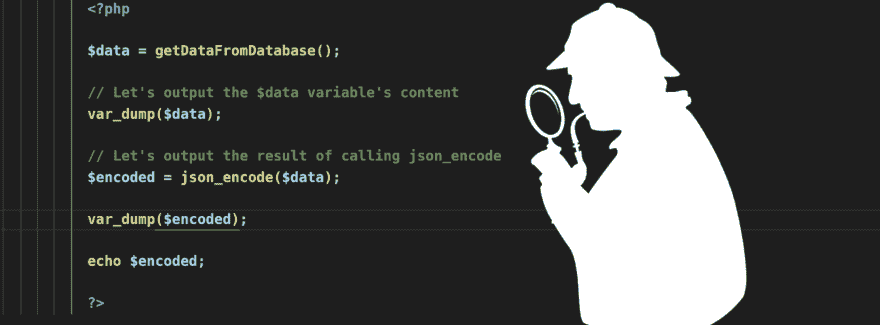 <?php
$data = getDataFromDatabase();
// Let's output the $data variable's content
var_dump($data);
// Let's output the result of calling json_encode
$encoded = json_encode($data);
var_dump($encoded);
echo $encoded;
?>